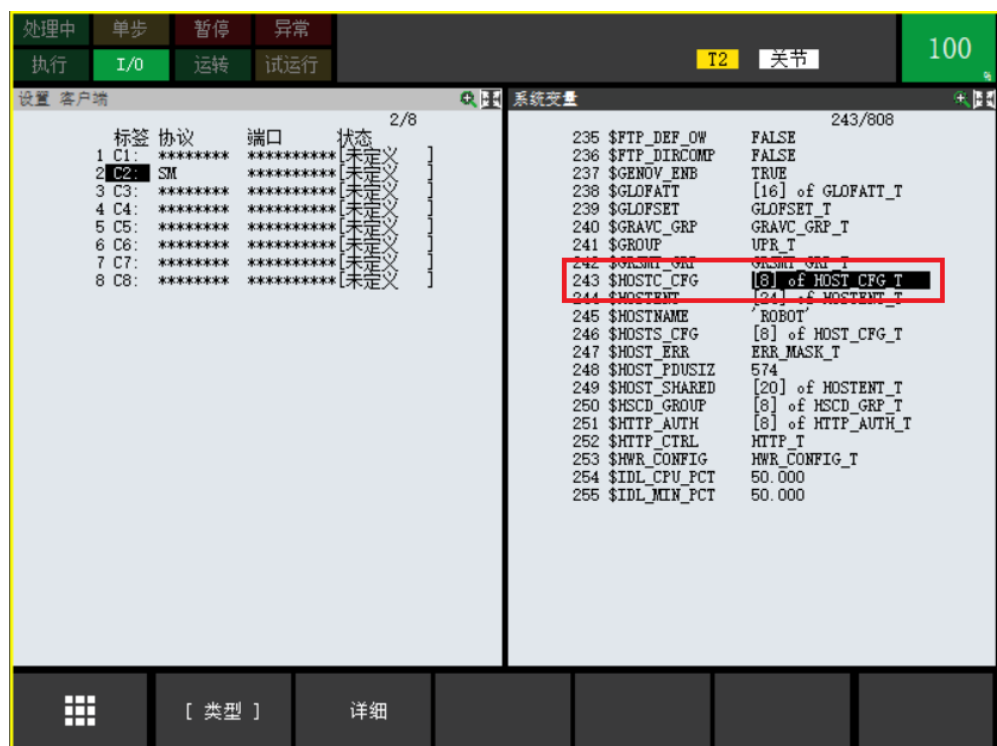 处理中 单步 暂停 异常
执行 I/O 运转 试运行 T2 关节 100 %
设置 客户端
2/8
标签 协议 端口 状态
1 C1: ******** **********[未定义 ]
2 C2: SM **********[未定义 ]
3 C3: ******** **********[未定义 ]
4 C4: ******** **********[未定义 ]
5 C5: ******** **********[未定义 ]
6 C6: ******** **********[未定义 ]
7 C7: ******** **********[未定义 ]
8 C8: ******** **********[未定义 ]
系统变量
243/808
235 $FTP_DEF_OW FALSE
236 $FTP_DIRCOMP FALSE
237 $GENOV_ENB TRUE
238 $GLOFATT [16] of GLOFATT_T
239 $GLOFSET GLOFSET_T
240 $GRAVC_GRP GRAVC_GRP_T
241 $GROUP UPR_T
242 $GRSMT_GRP GRSMT_GRP_T
243 $HOSTC_CFG [8] of HOST_CFG_T
244 $HOSTENT [24] of HOSTENT_T
245 $HOSTNAME 'ROBOT'
246 $HOSTS_CFG [8] of HOST_CFG_T
247 $HOST_ERR ERR_MASK_T
248 $HOST_PDUSIZ 574
249 $HOST_SHARED [20] of HOSTENT_T
250 $HSCD_GROUP [8] of HSCD_GRP_T
251 $HTTP_AUTH [8] of HTTP_AUTH_T
252 $HTTP_CTRL HTTP_T
253 $HWR_CONFIG HWR_CONFIG_T
254 $IDL_CPU_PCT 50.000
255 $IDL_MIN_PCT 50.000
[ 类型 ] 详细